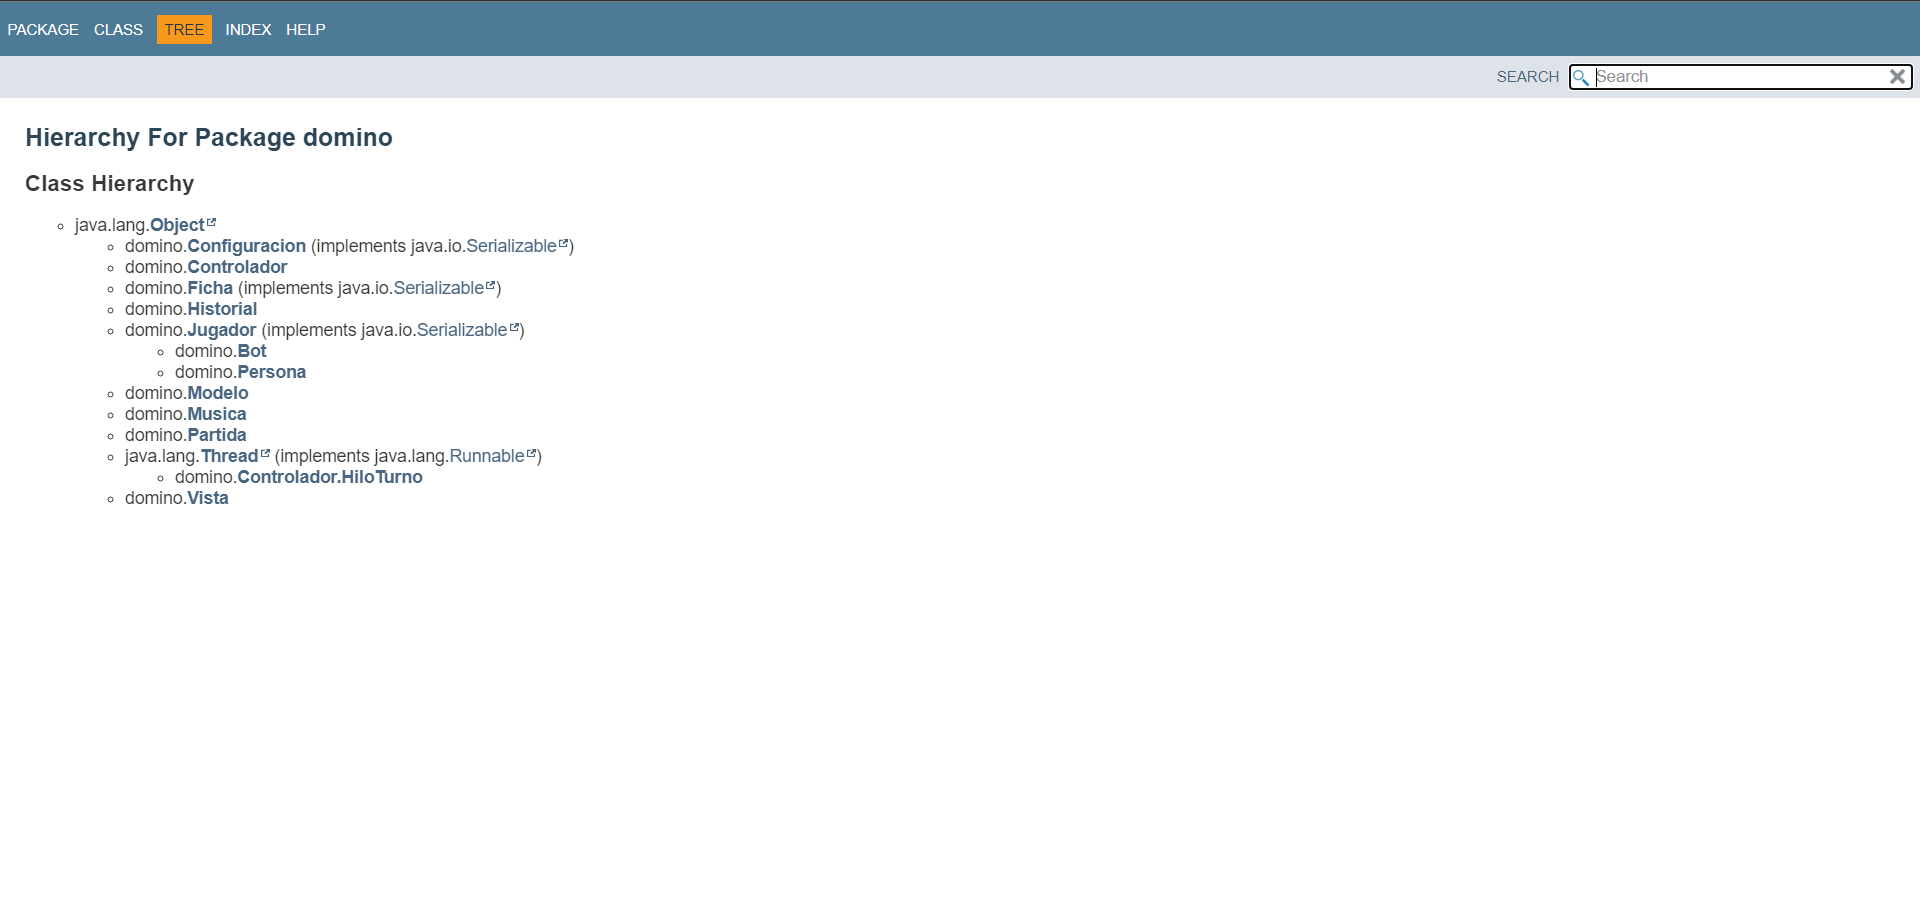 PACKAGE CLASS TREE INDEX HELP
SEARCH Search
Hierarchy For Package domino
Class Hierarchy
java.lang.Object
domino.Configuracion (implements java.io.Serializable)
domino.Controlador
domino.Ficha (implements java.io.Serializable)
domino.Historial
domino.Jugador (implements java.io.Serializable)
domino.Bot
domino.Persona
domino.Modelo
domino.Musica
domino.Partida
java.lang.Thread (implements java.lang.Runnable)
domino.Controlador.HiloTurno
domino.Vista